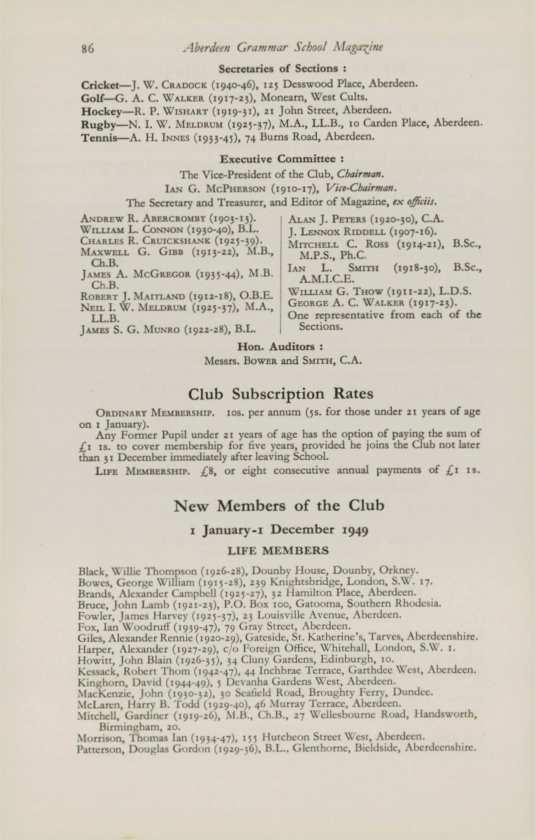 86
Aberdeen Grammar School Magazine
Secretaries of Sections :
Cricket—J. W. CRADOCK (1940-46), 125 Desswood Place, Aberdeen.
Golf—G. A. C. WALKER (1917-23), Monearn, West Cults.
Hockey—R. P. WISHART (1919-31), 21 John Street, Aberdeen.
Rugby—N. I. W. MELDRUM (1925-37), M.A., LL.B., 10 Carden Place, Aberdeen.
Tennis—A. H. INNES (1933-45), 74 Burns Road, Aberdeen.
Executive Committee :
The Vice-President of the Club, Chairman.
IAN G. MCPHERSON (1910-17), Vice-Chairman.
The Secretary and Treasurer, and Editor of Magazine, ex officiis.
ANDREW R. ABERCROMBY (1903-13).
WILLIAM L. CONNON (1930-40), B.L.
CHARLES R. CRUICKSHANK (1925-39).
MAXWELL G. GIBB (1913-22), M.B.,
Ch.B.
JAMES A. MCGREGOR (1935-44), M.B.
Ch.B.
ROBERT J. MAITLAND (1912-18), O.B.E.
NEIL I. W. MELDRUM (1925-37), M.A.,
LL.B.
JAMES S. G. MUNRO (1922-28), B.L.
ALAN J. PETERS (1920-30), C.A.
J. LENNOX RIDDELL (1907-16).
MITCHELL C. ROSS (1914-21), B.Sc.,
M.P.S., Ph.C.
IAN L. SMITH (1918-30), B.Sc.,
A.M.I.C.E.
WILLIAM G. THOW (1911-22), L.D.S.
GEORGE A. C. WALKER (1917-23).
One representative from each of the
Sections.
Hon. Auditors :
Messrs. BOWER and SMITH, C.A.
Club Subscription Rates
ORDINARY MEMBERSHIP. 10s. per annum (5s. for those under 21 years of age
on 1 January).
Any Former Pupil under 21 years of age has the option of paying the sum of
£1 1s. to cover membership for five years, provided he joins the Club not later
than 31 December immediately after leaving School.
LIFE MEMBERSHIP. £8, or eight consecutive annual payments of £1 1s.
New Members of the Club
1 January-1 December 1949
LIFE MEMBERS
Black, Willie Thompson (1926-28), Dounby House, Dounby, Orkney.
Bowes, George William (1915-28), 239 Knightsbridge, London, S.W. 17.
Brands, Alexander Campbell (1925-27), 32 Hamilton Place, Aberdeen.
Bruce, John Lamb (1921-23), P.O. Box 100, Gatooma, Southern Rhodesia.
Fowler, James Harvey (1925-37), 23 Louisville Avenue, Aberdeen.
Fox, Ian Woodruff (1939-47), 79 Gray Street, Aberdeen.
Giles, Alexander Rennie (1920-29), Gateside, St. Katherine's, Tarves, Aberdeenshire.
Harper, Alexander (1927-29), c/o Foreign Office, Whitehall, London, S.W. 1.
Howitt, John Blain (1926-35), 34 Cluny Gardens, Edinburgh, 10.
Kessack, Robert Thom (1942-47), 44 Inchbrae Terrace, Garthdee West, Aberdeen.
Kinghorn, David (1944-49), 5 Devanha Gardens West, Aberdeen.
MacKenzie, John (1930-32), 30 Seafield Road, Broughty Ferry, Dundee.
McLaren, Harry B. Todd (1929-40), 46 Murray Terrace, Aberdeen.
Mitchell, Gardiner (1919-26), M.B., Ch.B., 27 Wellesbourne Road, Handsworth,
Birmingham, 20.
Morrison, Thomas Ian (1934-47), 155 Hutcheon Street West, Aberdeen.
Patterson, Douglas Gordon (1929-36), B.L., Glenthorne, Bieldside, Aberdeenshire.